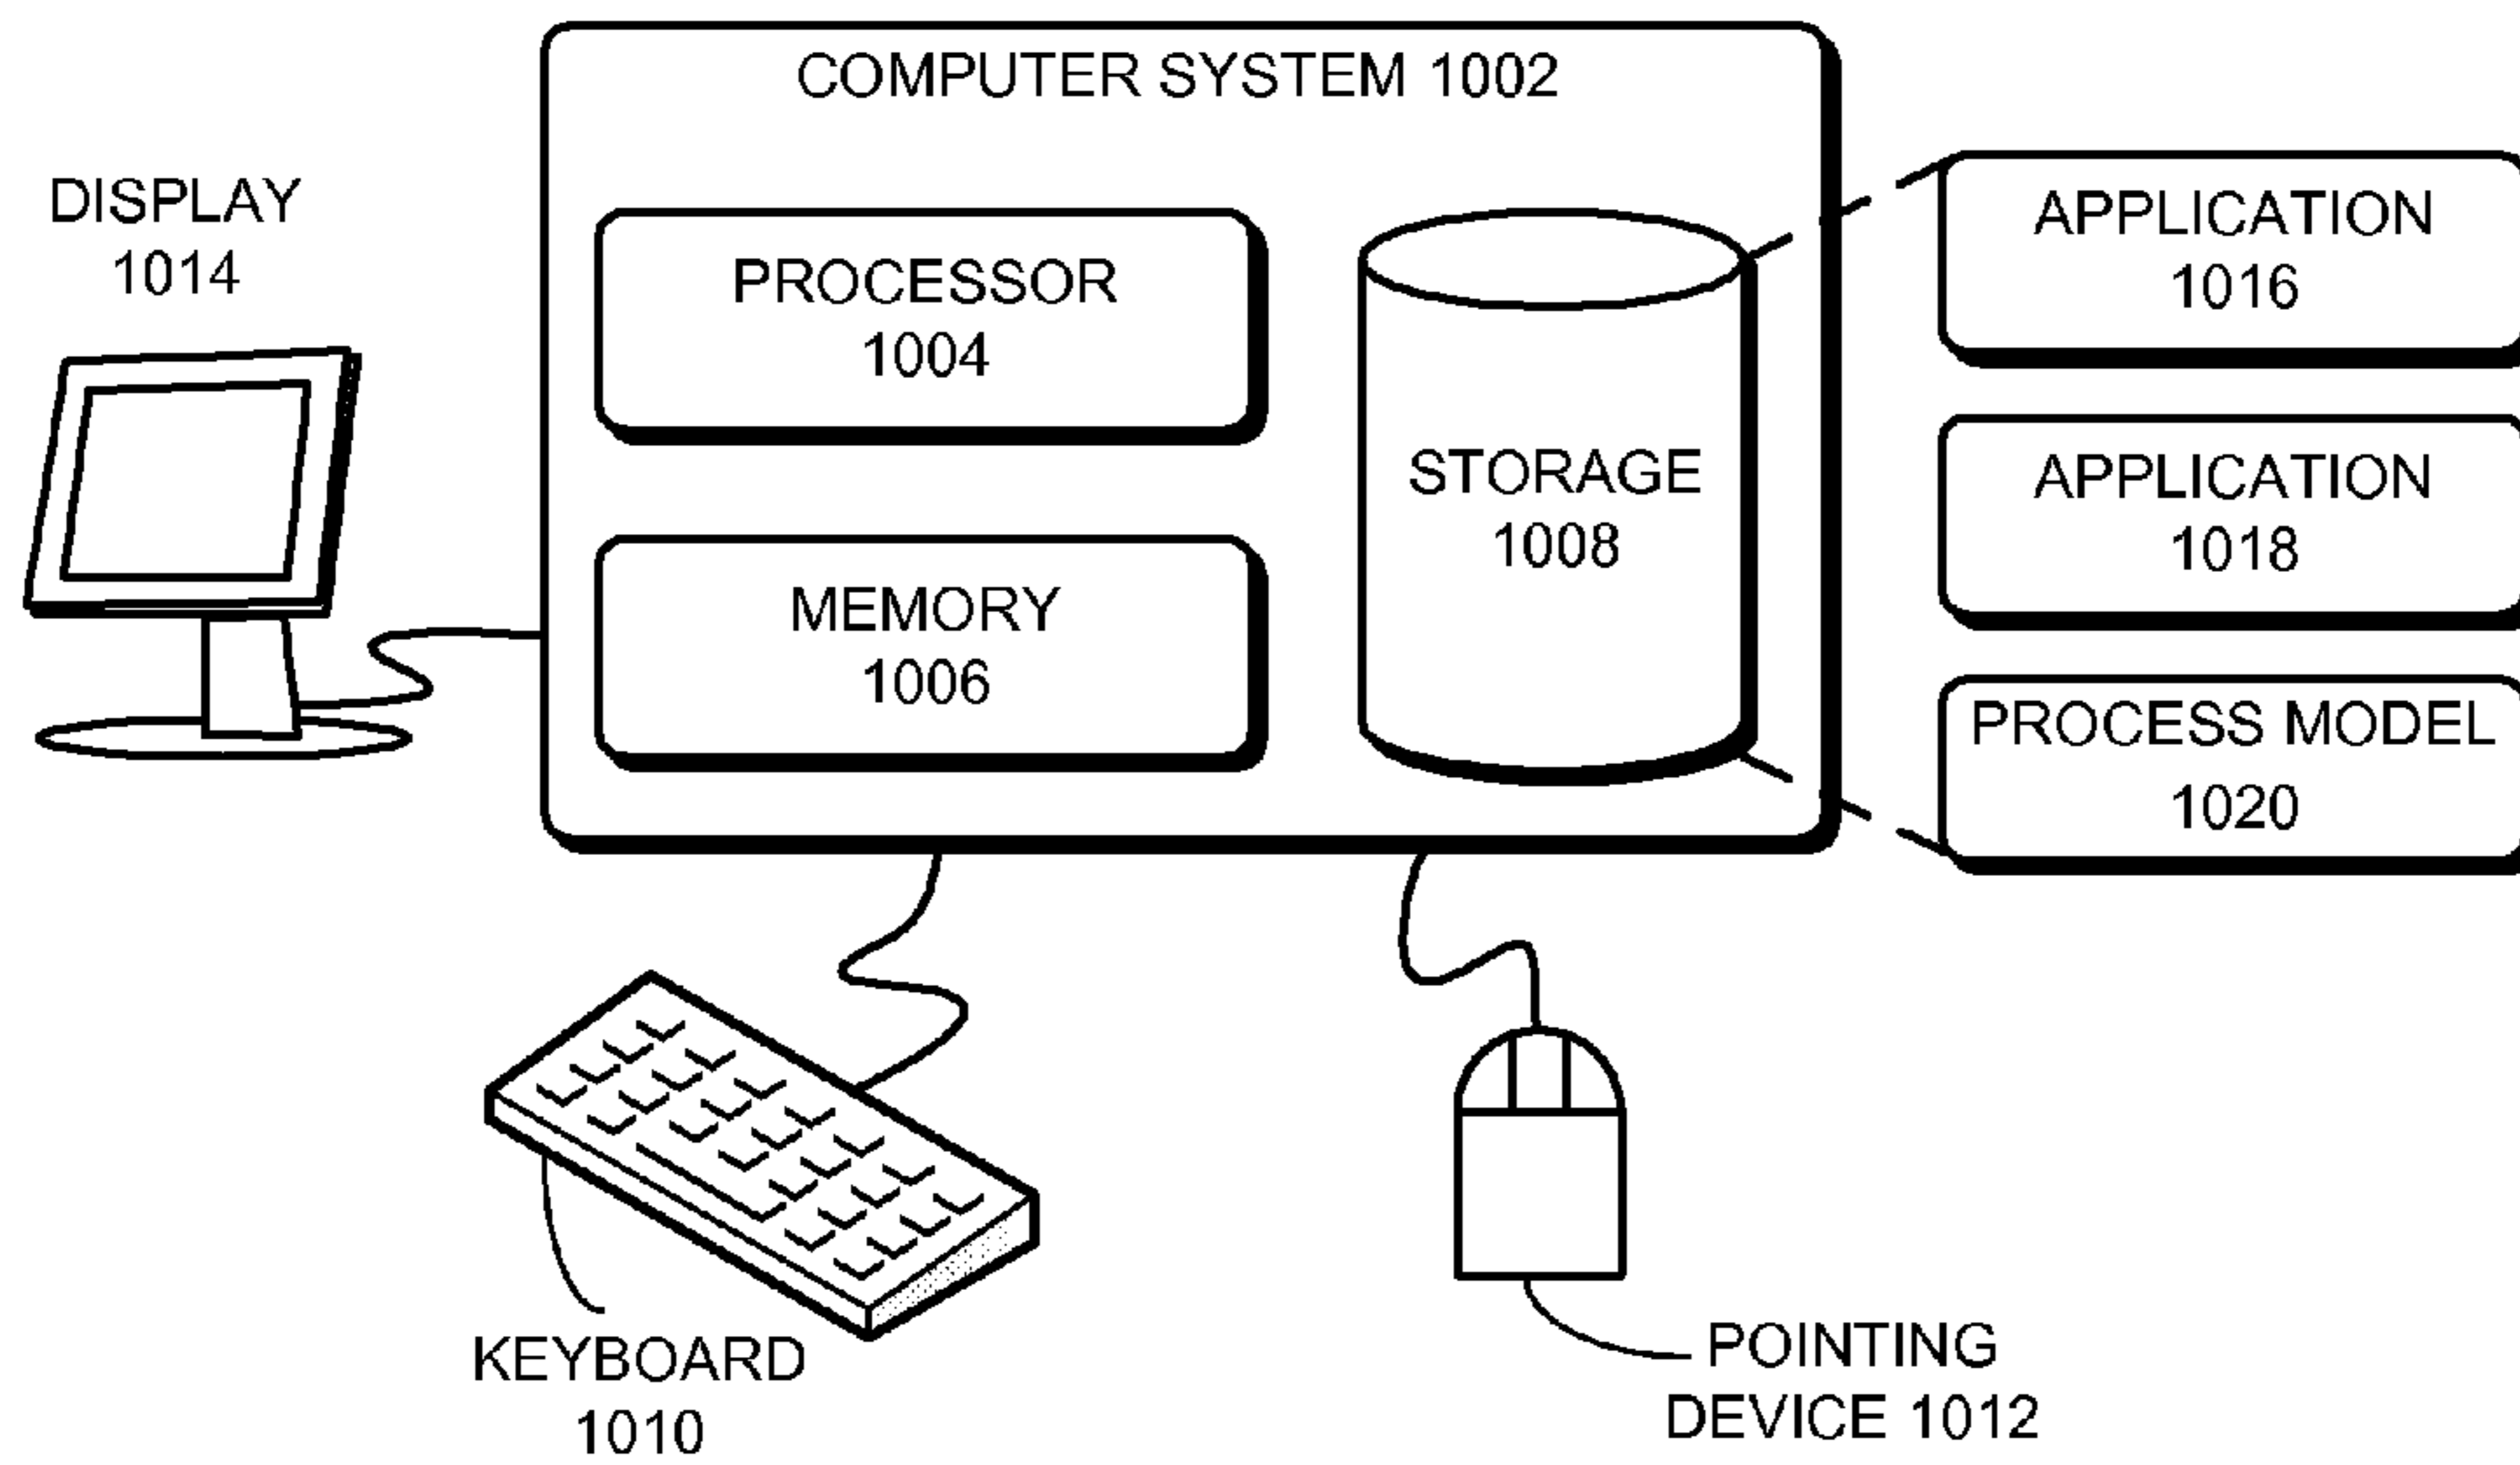 COMPUTER SYSTEM 1002
DISPLAY
1014
PROCESSOR
1004
MEMORY
1006
STORAGE
1008
APPLICATION
1016
APPLICATION
1018
PROCESS MODEL
1020
KEYBOARD
1010
POINTING
DEVICE 1012